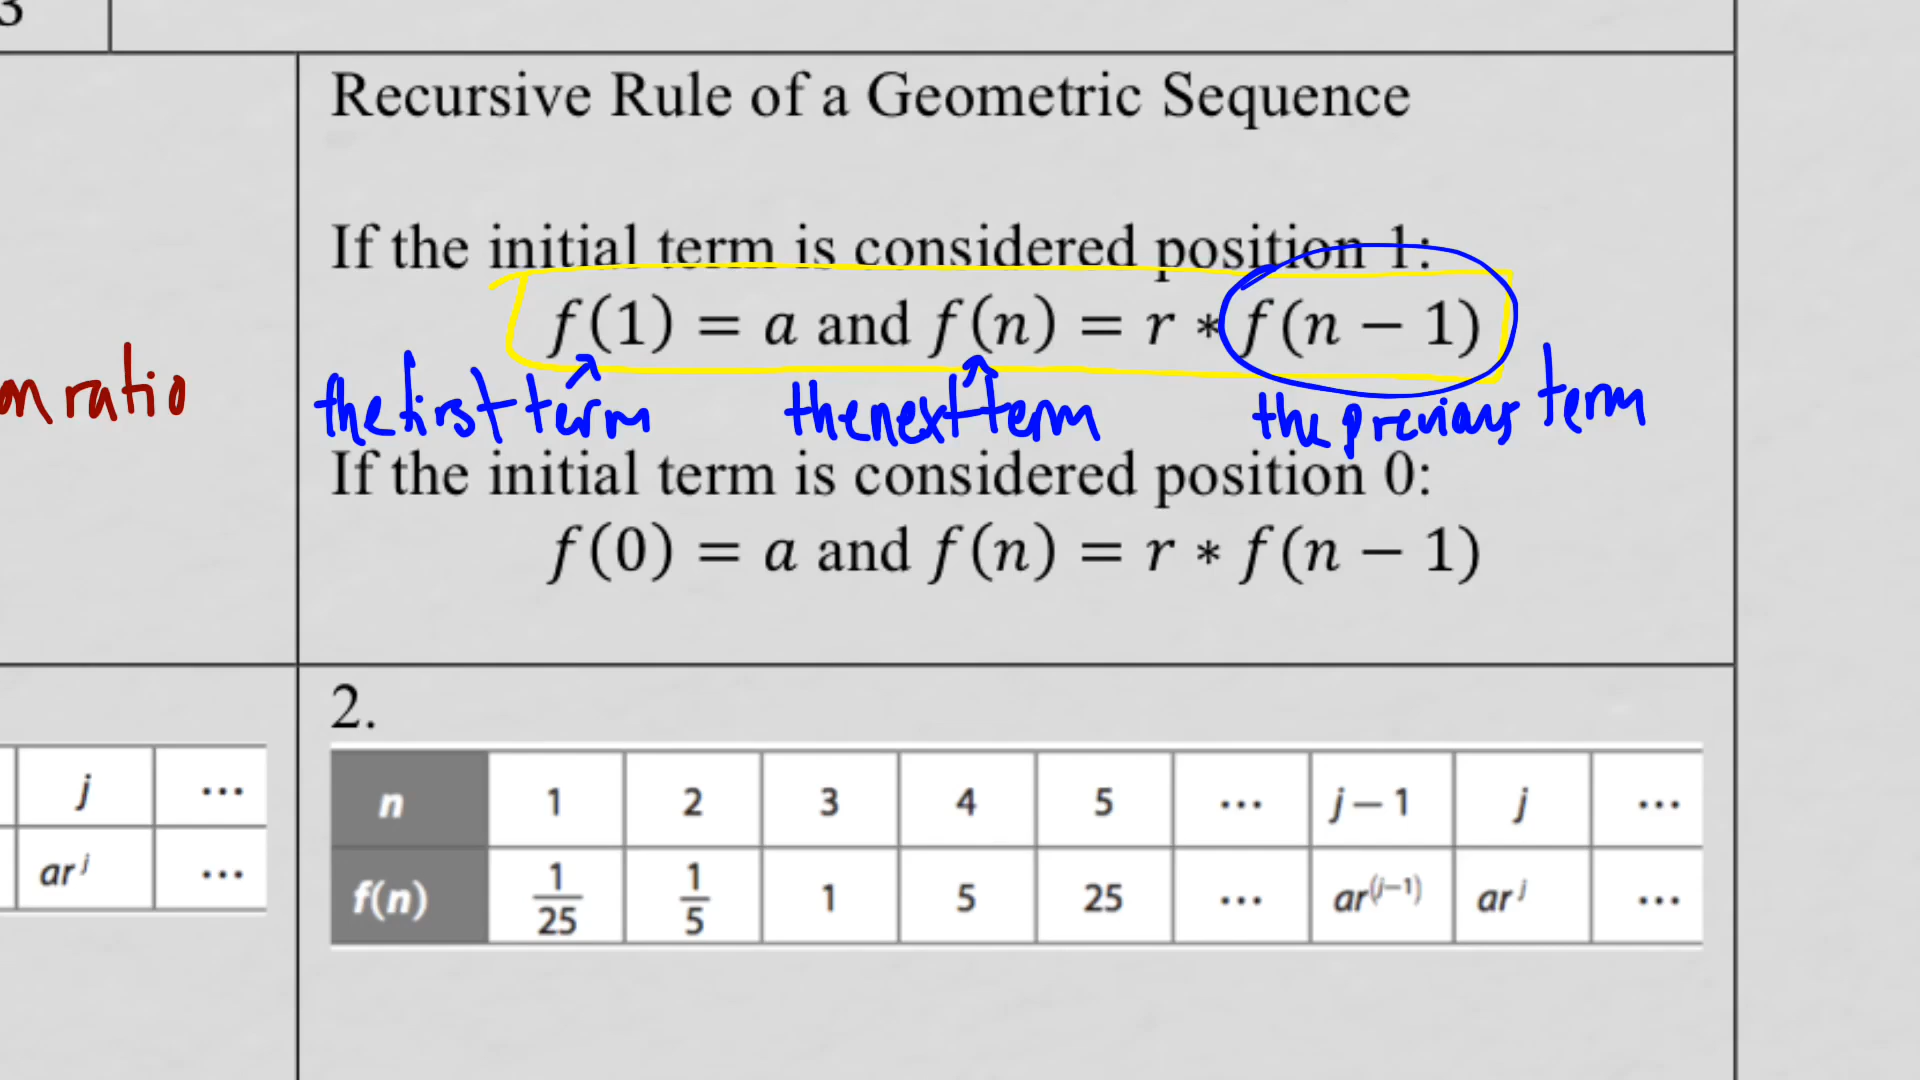 3
Recursive Rule of a Geometric Sequence
If the initial term is considered position 1:
f(1) = a and f(n) = r * f(n − 1)
the first term the next term the previous term
n ratio
If the initial term is considered position 0:
f(0) = a and f(n) = r * f(n − 1)
2.
j ...
ar^j ...
n 1 2 3 4 5 ... j − 1 j ...
f(n) 1/25 1/5 1 5 25 ... ar^(j−1) ar^j ...